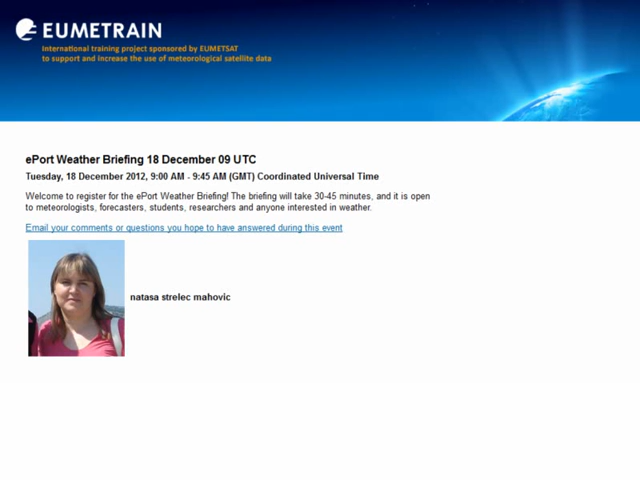 EUMETRAIN
International training project sponsored by EUMETSAT
to support and increase the use of meteorological satellite data
ePort Weather Briefing 18 December 09 UTC
Tuesday, 18 December 2012, 9:00 AM - 9:45 AM (GMT) Coordinated Universal Time
Welcome to register for the ePort Weather Briefing! The briefing will take 30-45 minutes, and it is open
to meteorologists, forecasters, students, researchers and anyone interested in weather.
Email your comments or questions you hope to have answered during this event
natasa strelec mahovic